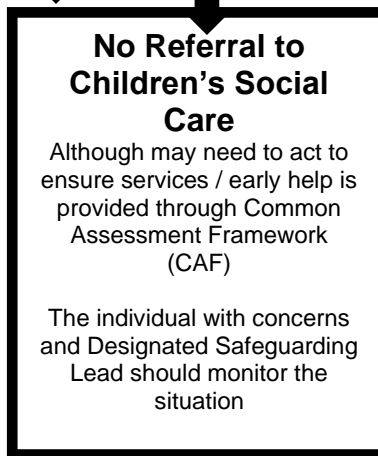 No Referral to
Children’s Social
Care
Although may need to act to
ensure services / early help is
provided through Common
Assessment Framework
(CAF)
The individual with concerns
and Designated Safeguarding
Lead should monitor the
situation